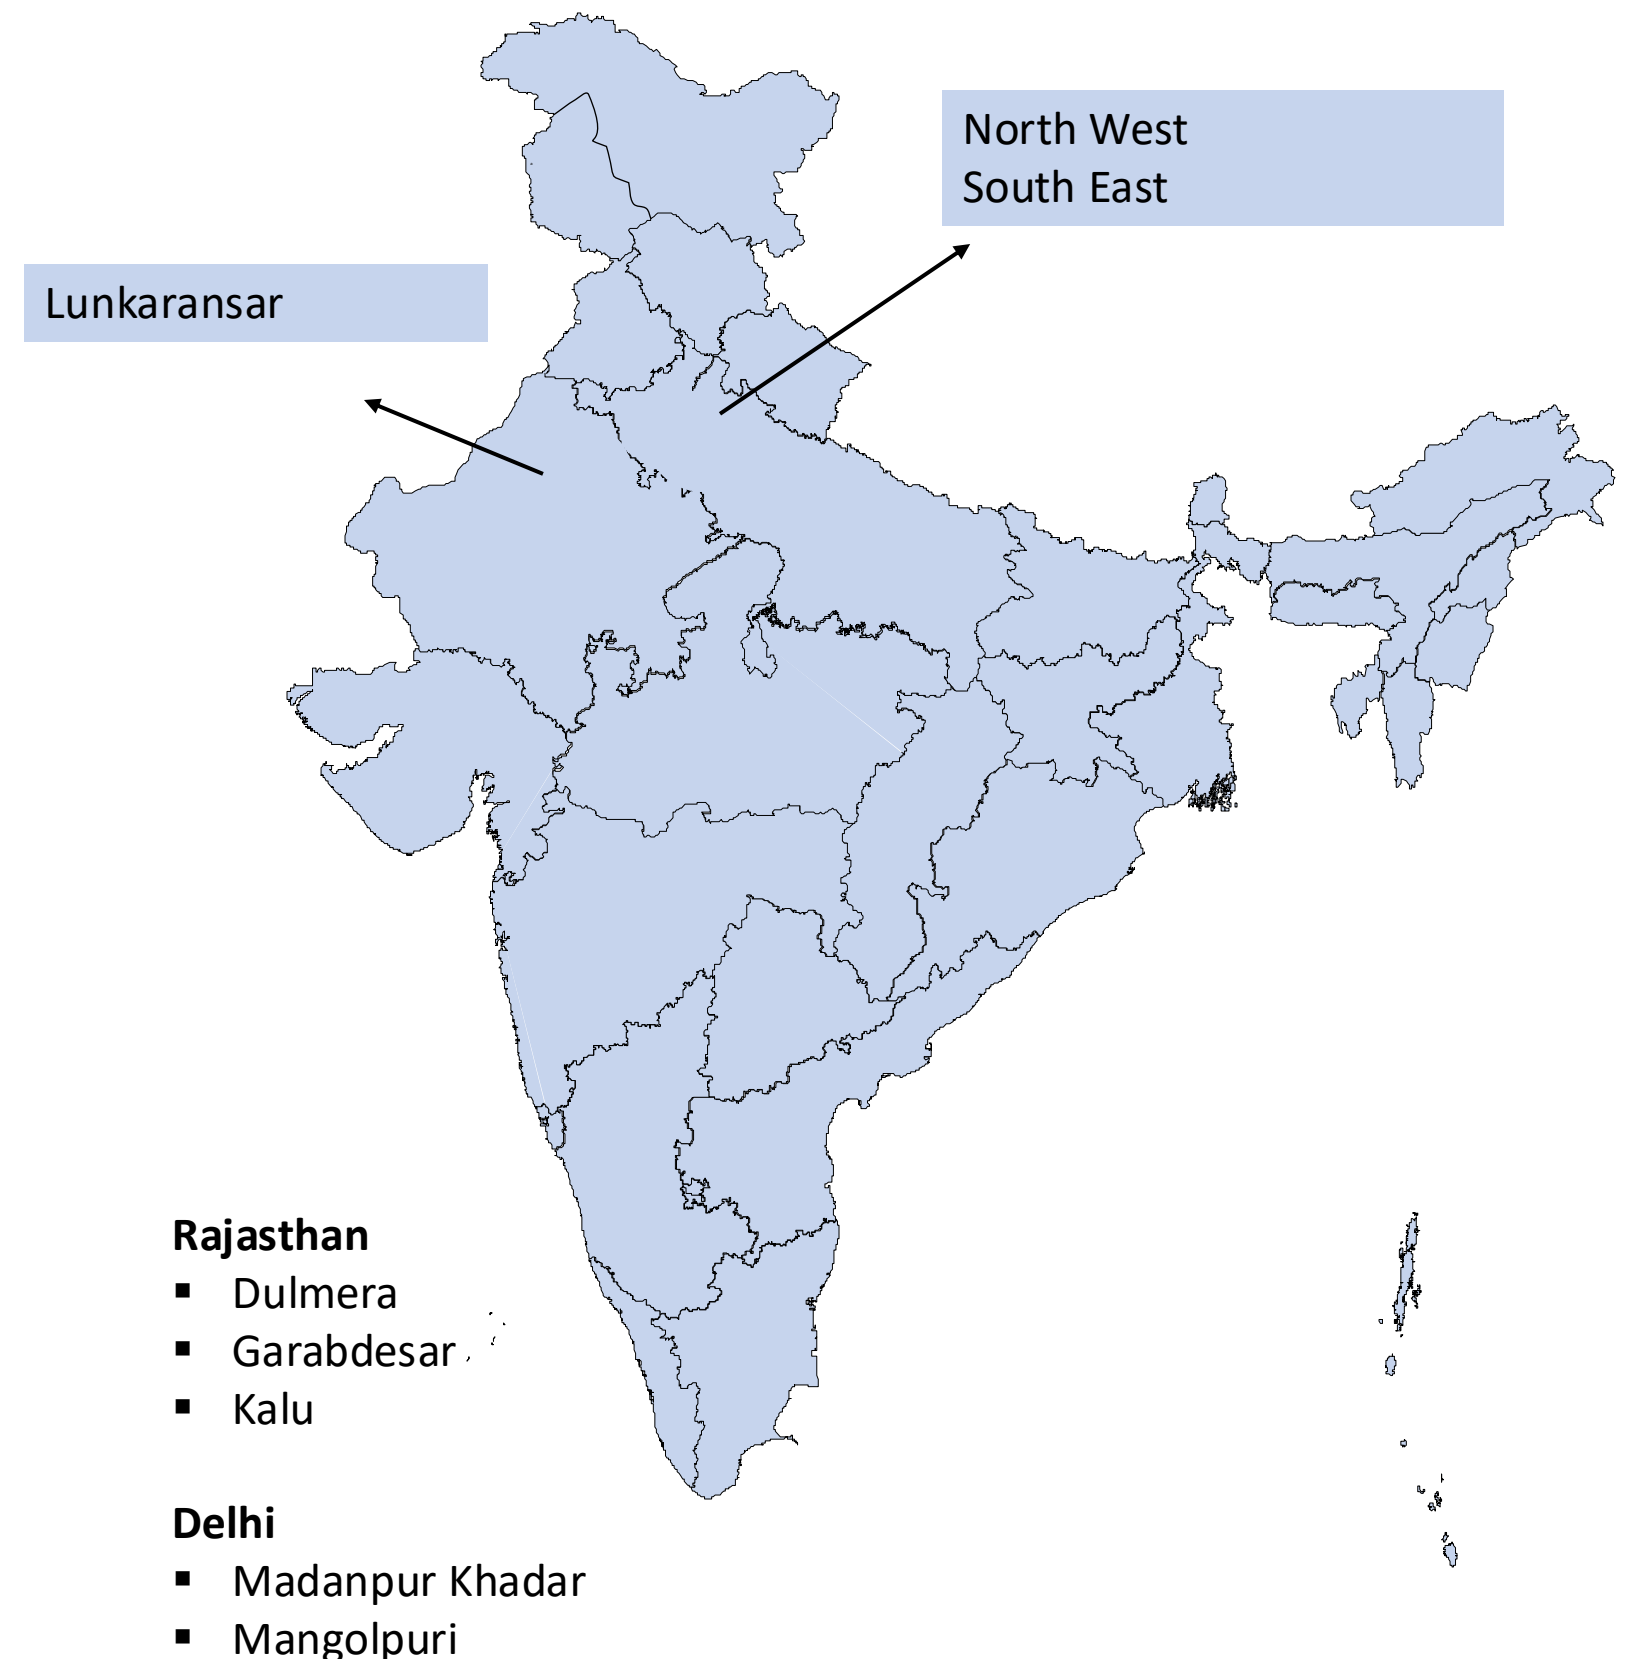 North West
South East
Lunkaransar
Rajasthan
▪ Dulmera
▪ Garabdesar
▪ Kalu
Delhi
▪ Madanpur Khadar
▪ Mangolpuri